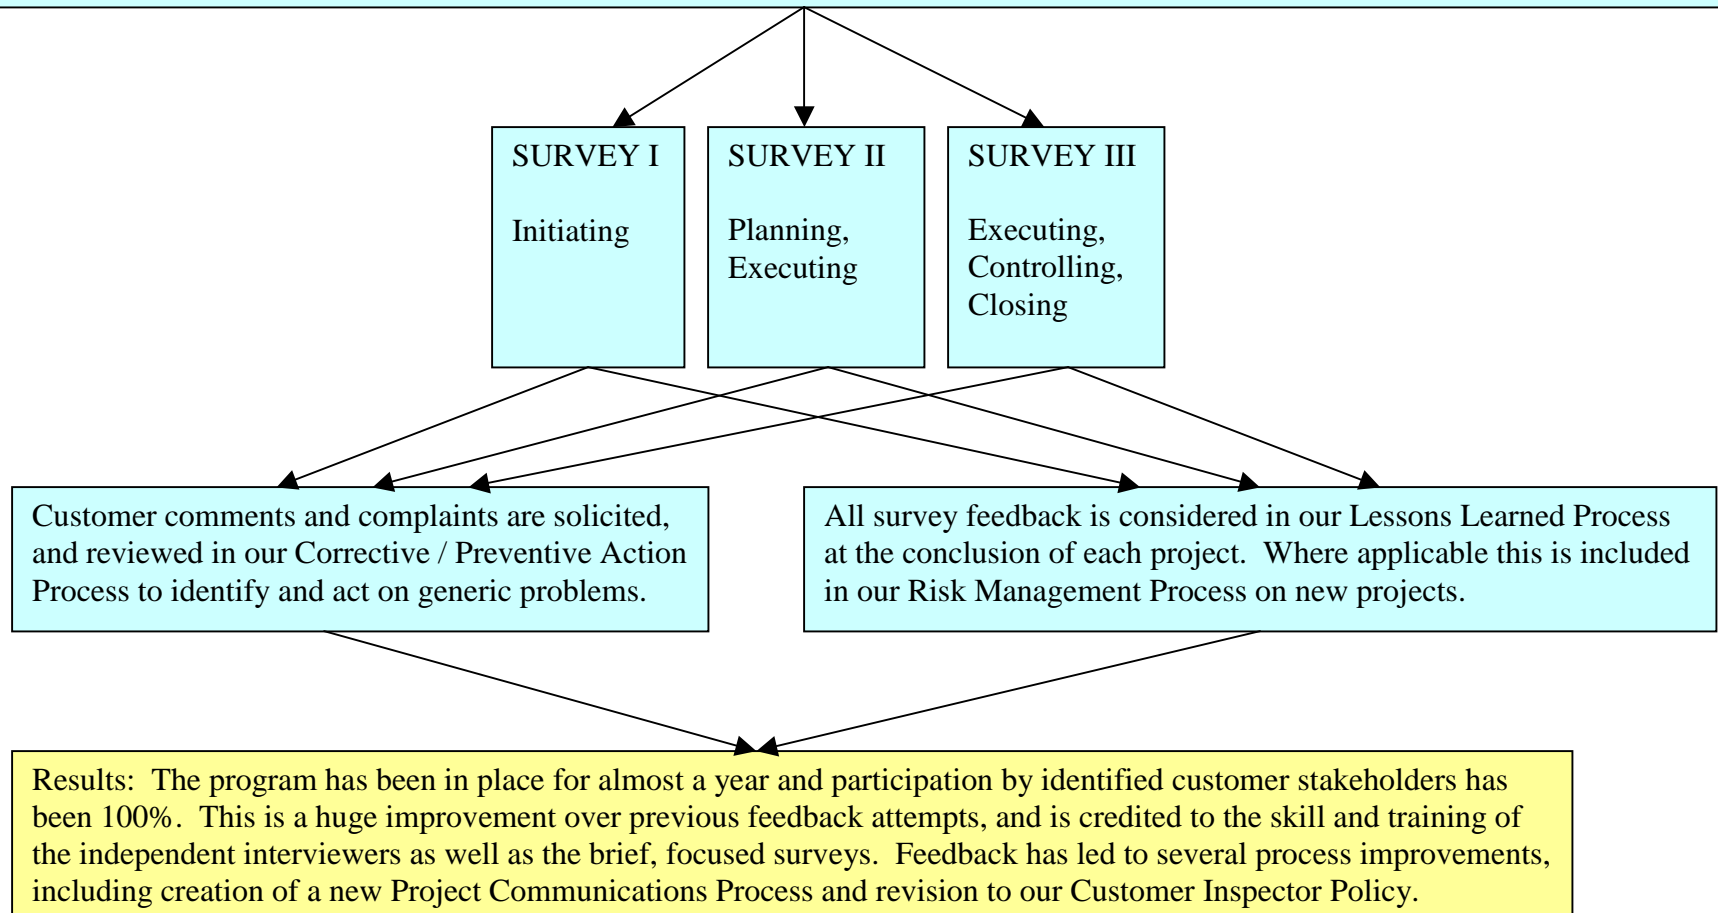 SURVEY I
Initiating
SURVEY II
Planning,
Executing
SURVEY III
Executing,
Controlling,
Closing
Customer comments and complaints are solicited,
and reviewed in our Corrective / Preventive Action
Process to identify and act on generic problems.
All survey feedback is considered in our Lessons Learned Process
at the conclusion of each project.  Where applicable this is included
in our Risk Management Process on new projects.
Results:  The program has been in place for almost a year and participation by identified customer stakeholders has
been 100%.  This is a huge improvement over previous feedback attempts, and is credited to the skill and training of
the independent interviewers as well as the brief, focused surveys.  Feedback has led to several process improvements,
including creation of a new Project Communications Process and revision to our Customer Inspector Policy.